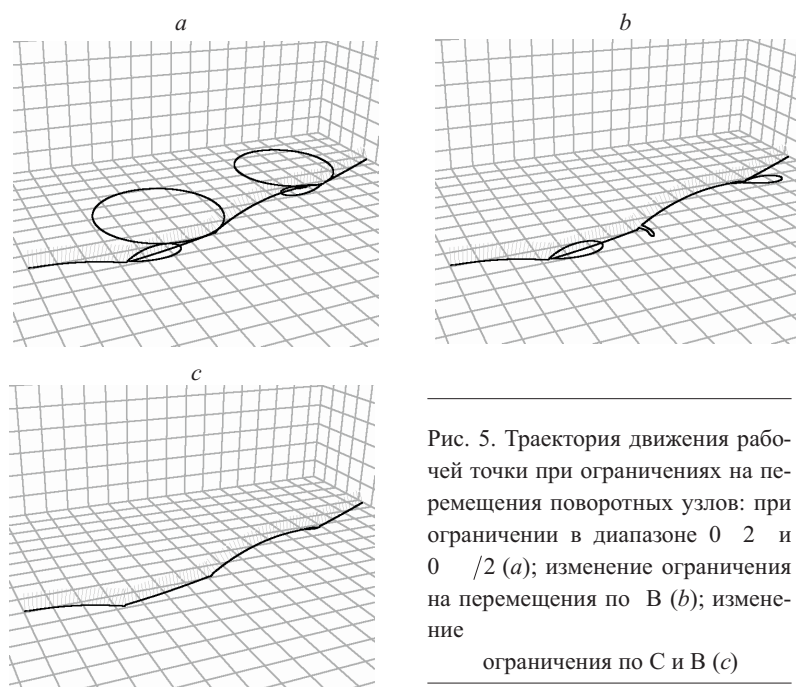 a
b
c
Рис. 5. Траектория движения рабо-
чей точки при ограничениях на пе-
ремещения поворотных узлов: при
ограничении в диапазоне 0 2 и
0 /2 (a); изменение ограничения
на перемещения по В (b); измене-
ние
ограничения по С и В (c)